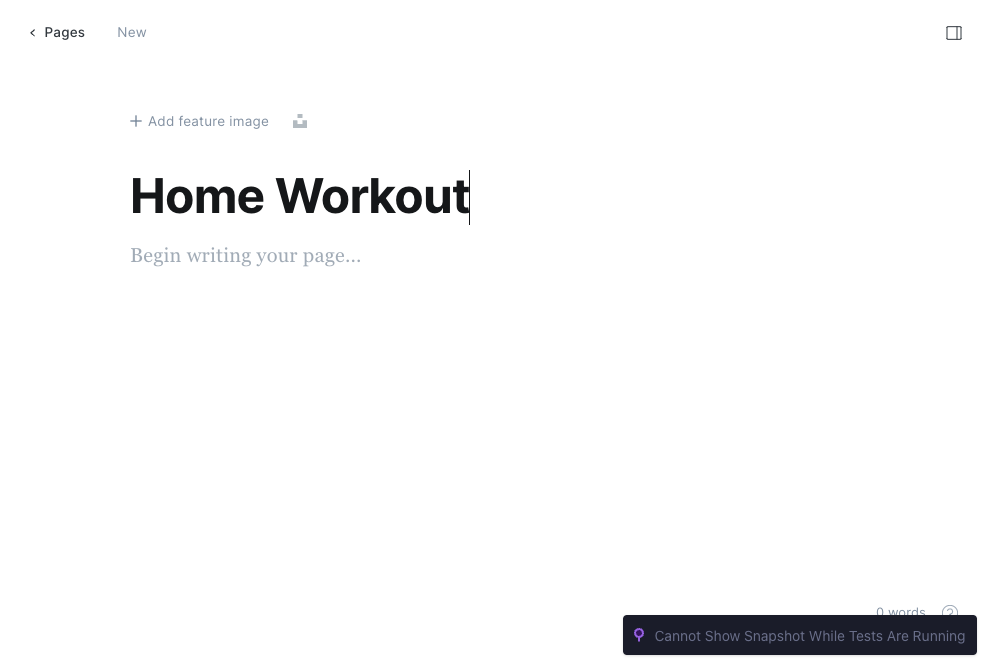 Pages New
Add feature image
Home Workout
Begin writing your page...
0 words
Cannot Show Snapshot While Tests Are Running